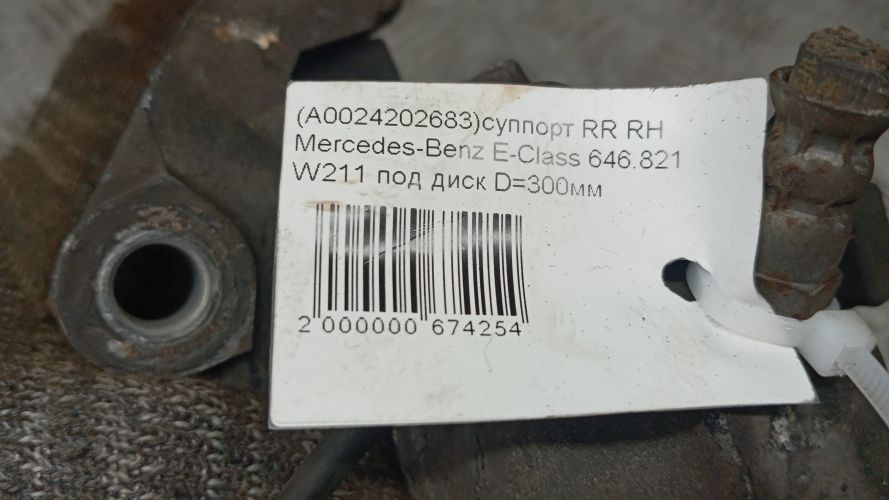 (A0024202683)суппорт RR RH
Mercedes-Benz E-Class 646.821
W211 под диск D=300мм
2 000000 674254